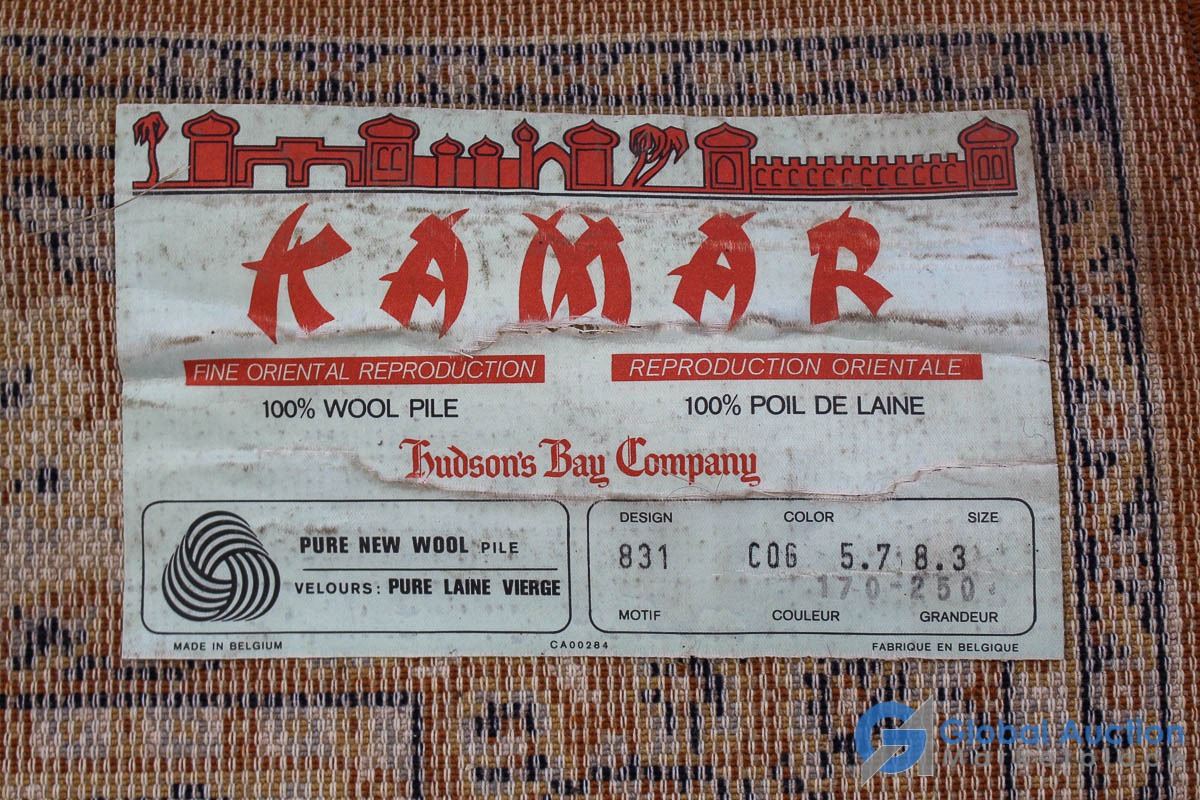 KAMAR
FINE ORIENTAL REPRODUCTION
REPRODUCTION ORIENTALE
100% WOOL PILE
100% POIL DE LAINE
Hudson's Bay Company
PURE NEW WOOL PILE
VELOURS: PURE LAINE VIERGE
DESIGN COLOR SIZE
831 COG 5.7 8.3
170-250
MOTIF COULEUR GRANDEUR
MADE IN BELGIUM
CA00284
FABRIQUE EN BELGIQUE
Global Auction